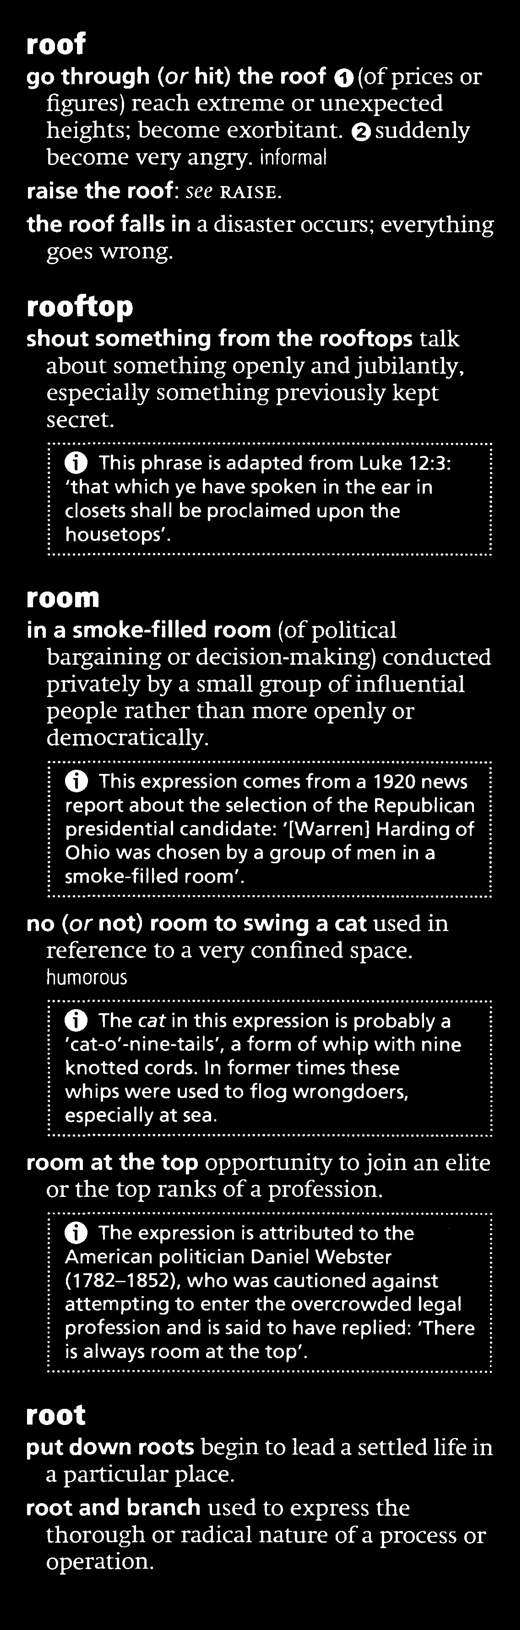 roof
go through (or hit) the roof ❶ (of prices or
figures) reach extreme or unexpected
heights; become exorbitant. ❷ suddenly
become very angry. informal
raise the roof: see RAISE.
the roof falls in a disaster occurs; everything
goes wrong.
rooftop
shout something from the rooftops talk
about something openly and jubilantly,
especially something previously kept
secret.
ⓘ This phrase is adapted from Luke 12:3:
'that which ye have spoken in the ear in
closets shall be proclaimed upon the
housetops'.
room
in a smoke-filled room (of political
bargaining or decision-making) conducted
privately by a small group of influential
people rather than more openly or
democratically.
ⓘ This expression comes from a 1920 news
report about the selection of the Republican
presidential candidate: '[Warren] Harding of
Ohio was chosen by a group of men in a
smoke-filled room'.
no (or not) room to swing a cat used in
reference to a very confined space.
humorous
ⓘ The cat in this expression is probably a
'cat-o'-nine-tails', a form of whip with nine
knotted cords. In former times these
whips were used to flog wrongdoers,
especially at sea.
room at the top opportunity to join an elite
or the top ranks of a profession.
ⓘ The expression is attributed to the
American politician Daniel Webster
(1782–1852), who was cautioned against
attempting to enter the overcrowded legal
profession and is said to have replied: 'There
is always room at the top'.
root
put down roots begin to lead a settled life in
a particular place.
root and branch used to express the
thorough or radical nature of a process or
operation.